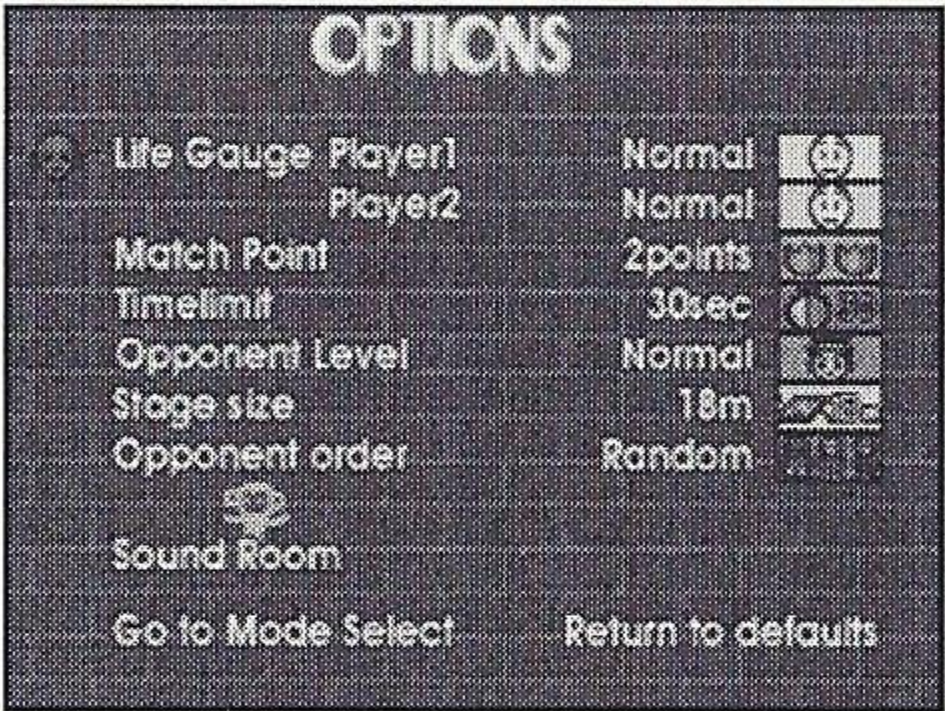 OPTIONS
Life Gauge Player1 Normal
Player2 Normal
Match Point 2points
Timelimit 30sec
Opponent Level Normal
Stage size 18m
Opponent order Random
Sound Room
Go to Mode Select Return to defaults